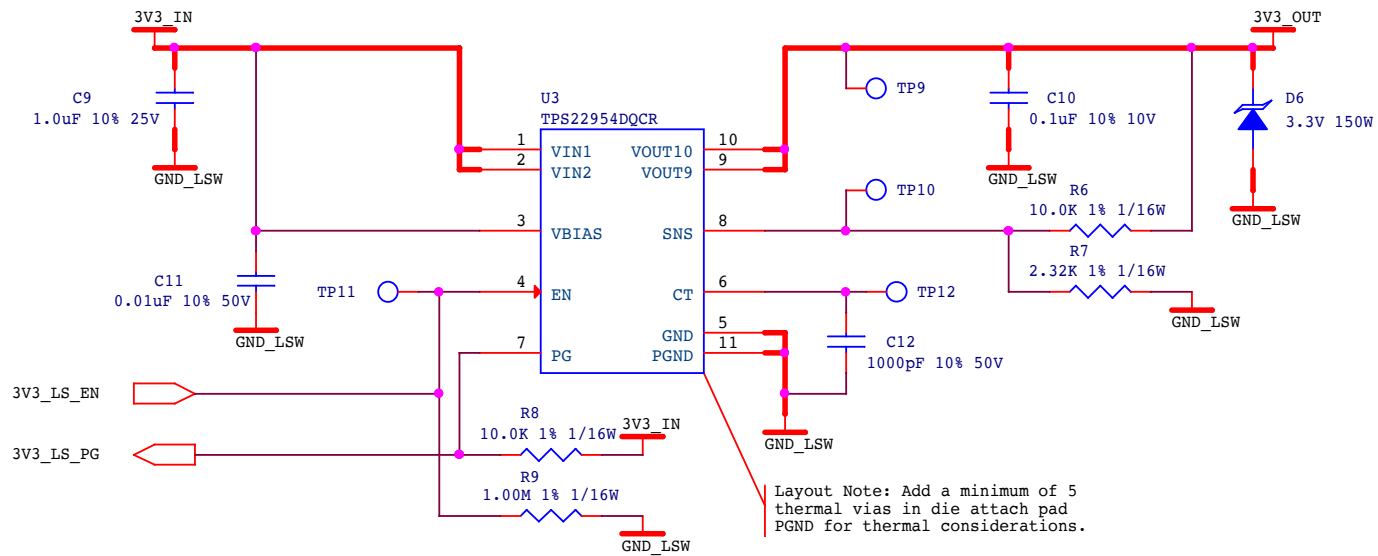 3V3_IN
3V3_OUT
C9
1.0uF 10% 25V
GND_LSW
U3
TPS22954DQCR
1
VIN1
2
VIN2
3
VBIAS
4
EN
7
PG
VOUT10
10
VOUT9
9
SNS
8
CT
6
GND
5
PGND
11
TP9
C10
0.1uF 10% 10V
GND_LSW
D6
3.3V 150W
GND_LSW
TP10
R6
10.0K 1% 1/16W
R7
2.32K 1% 1/16W
GND_LSW
C11
0.01uF 10% 50V
GND_LSW
TP11
TP12
C12
1000pF 10% 50V
GND_LSW
3V3_LS_EN
3V3_LS_PG
R8
10.0K 1% 1/16W
3V3_IN
R9
1.00M 1% 1/16W
GND_LSW
Layout Note: Add a minimum of 5
thermal vias in die attach pad
PGND for thermal considerations.